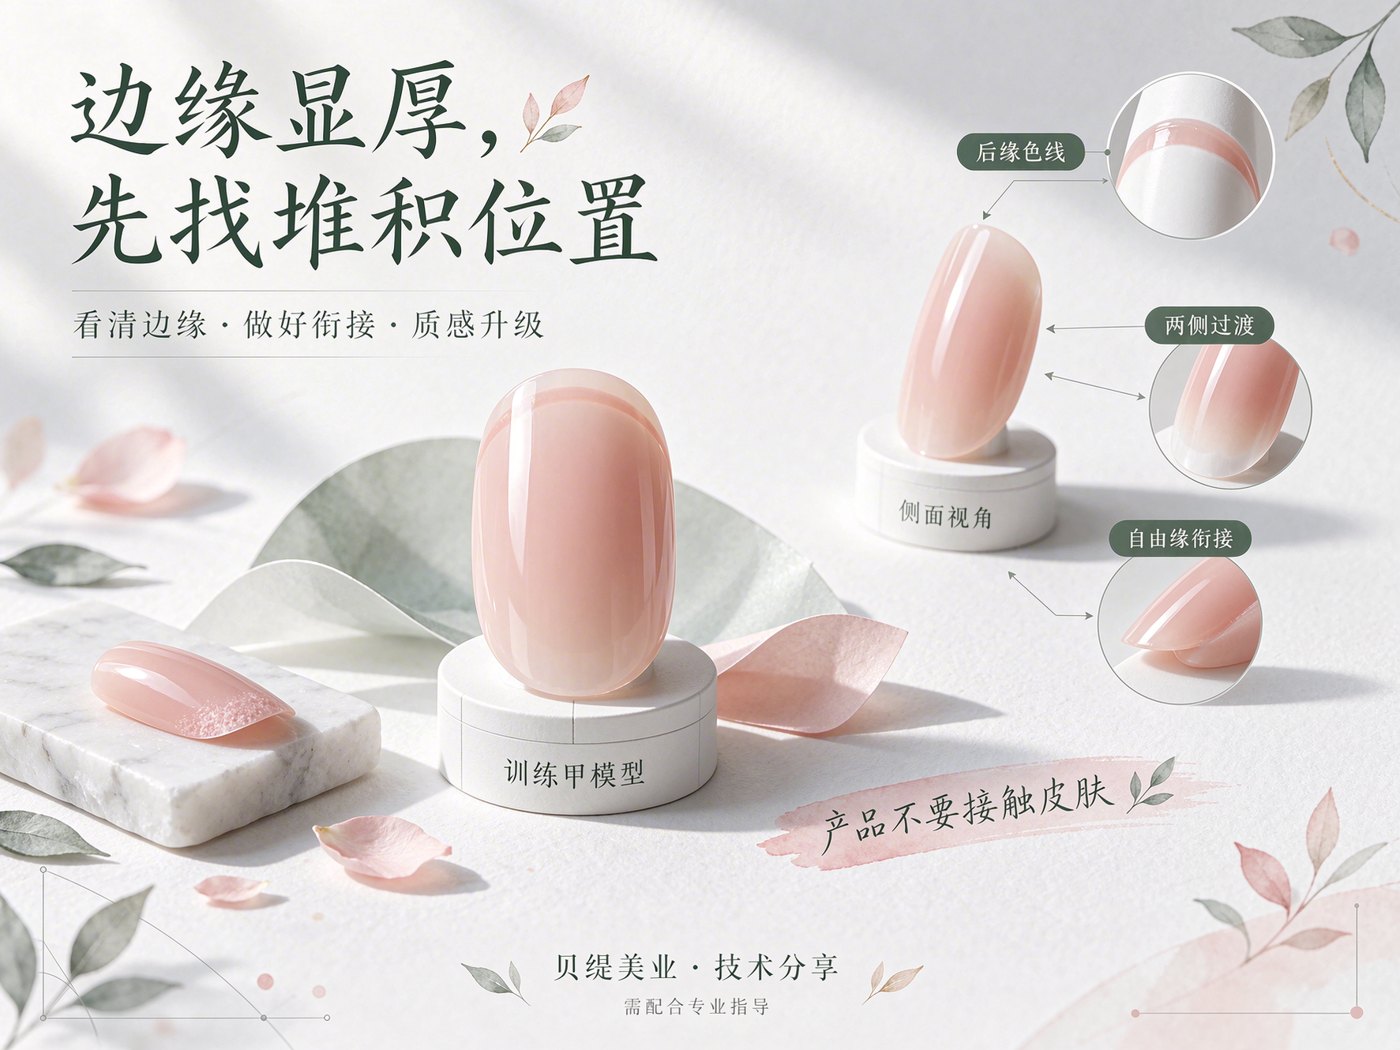 边缘显厚，
先找堆积位置
看清边缘·做好衔接·质感升级
后缘色线
两侧过渡
侧面视角
自由缘衔接
训练甲模型
产品不要接触皮肤
贝缇美业·技术分享
需配合专业指导